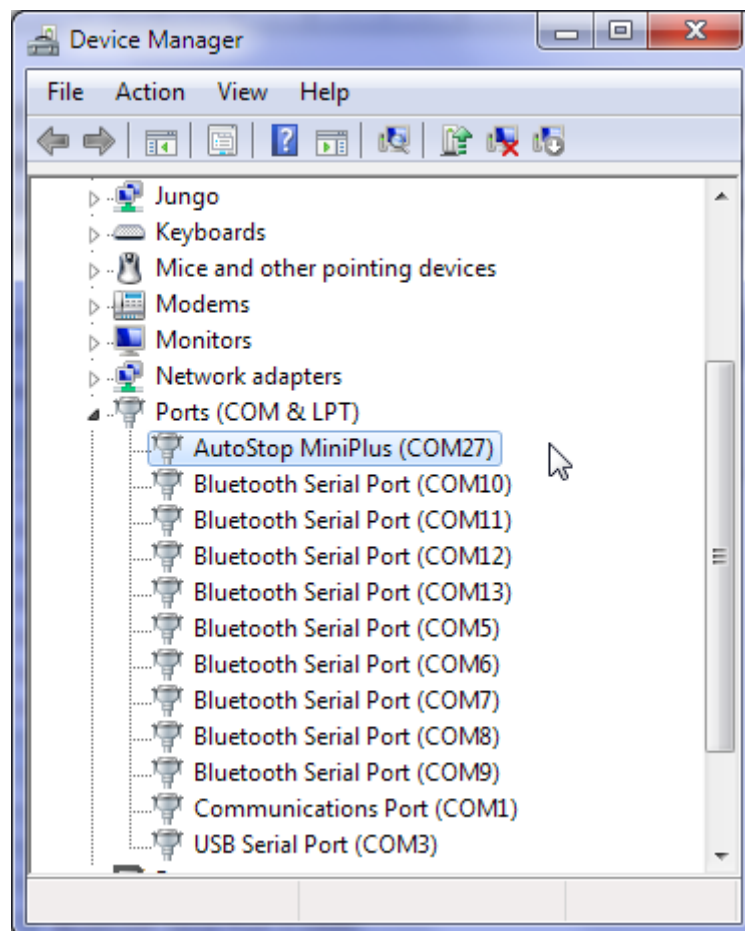 Device Manager
File Action View Help
Jungo
Keyboards
Mice and other pointing devices
Modems
Monitors
Network adapters
Ports (COM & LPT)
AutoStop MiniPlus (COM27)
Bluetooth Serial Port (COM10)
Bluetooth Serial Port (COM11)
Bluetooth Serial Port (COM12)
Bluetooth Serial Port (COM13)
Bluetooth Serial Port (COM5)
Bluetooth Serial Port (COM6)
Bluetooth Serial Port (COM7)
Bluetooth Serial Port (COM8)
Bluetooth Serial Port (COM9)
Communications Port (COM1)
USB Serial Port (COM3)